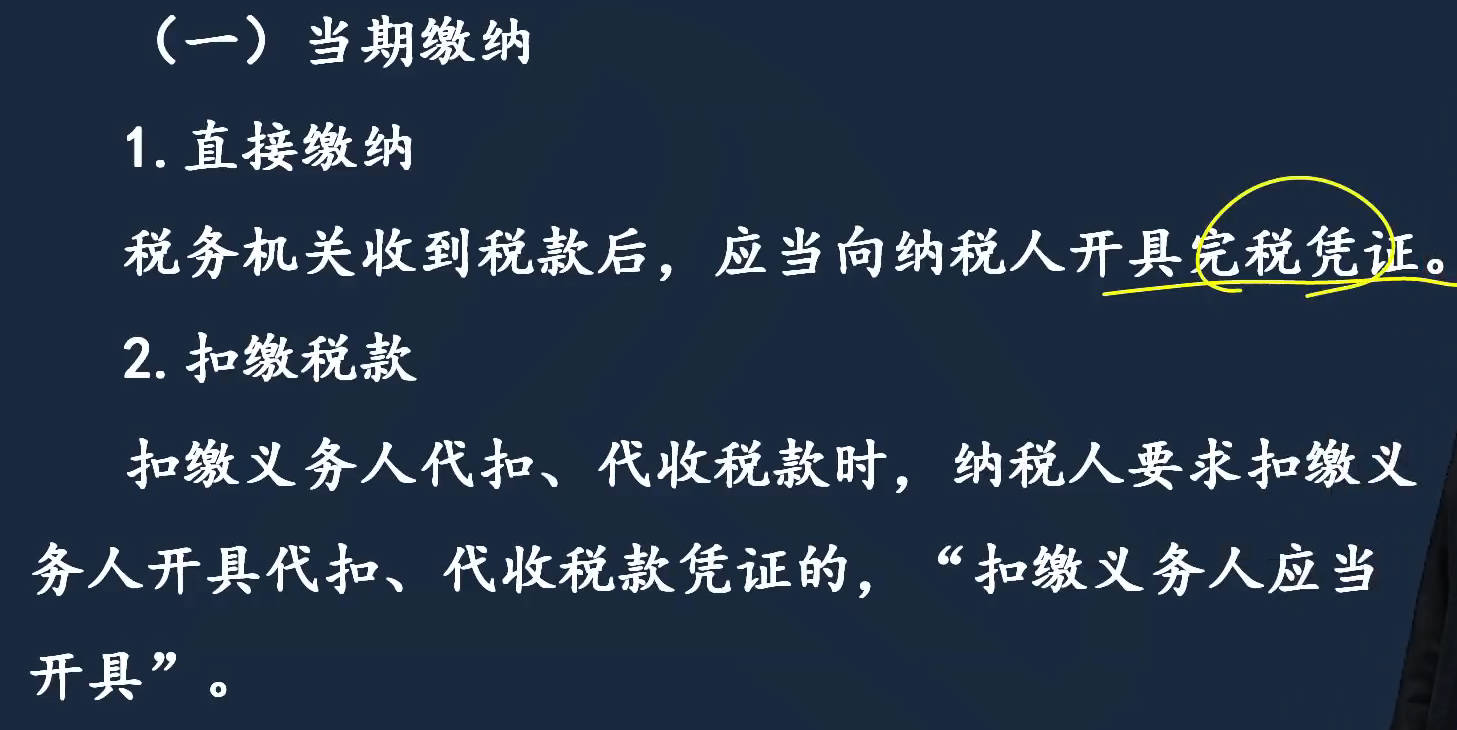 （一）当期缴纳
1.直接缴纳
税务机关收到税款后，应当向纳税人开具完税凭证。
2.扣缴税款
扣缴义务人代扣、代收税款时，纳税人要求扣缴义
务人开具代扣、代收税款凭证的，“扣缴义务人应当
开具”。